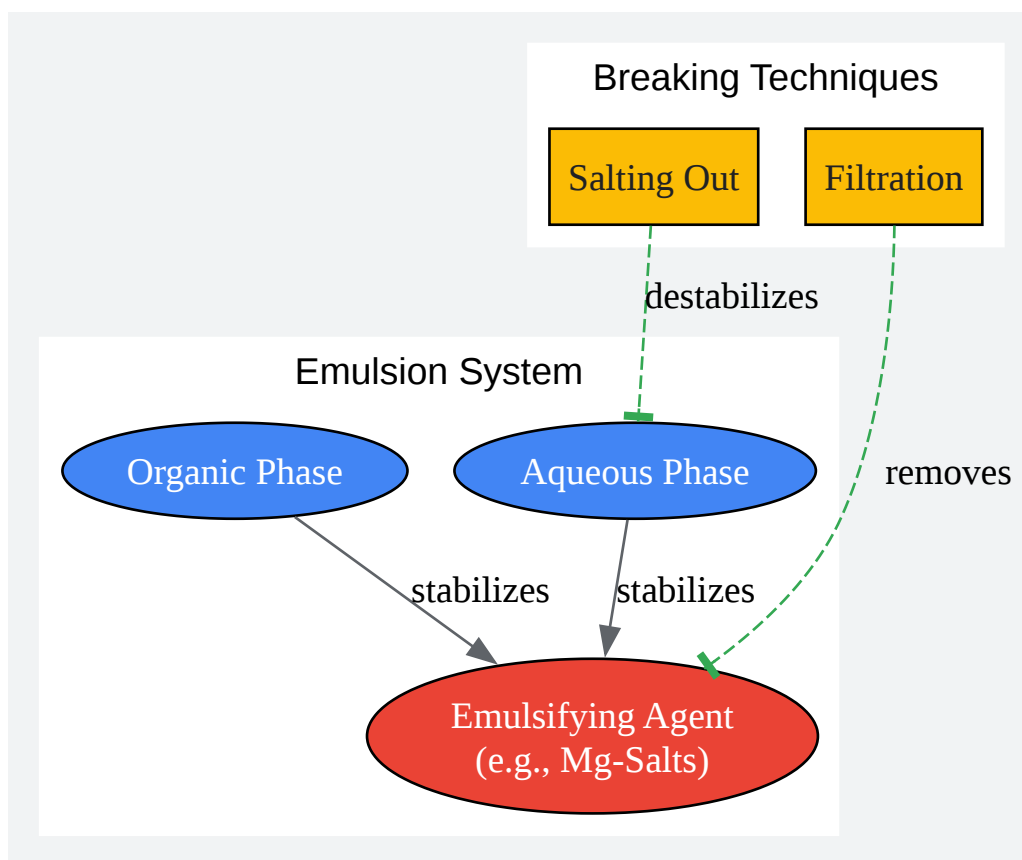 Breaking Techniques
Salting Out
Filtration
destabilizes
Emulsion System
Organic Phase
Aqueous Phase
removes
stabilizes
stabilizes
Emulsifying Agent
(e.g., Mg-Salts)